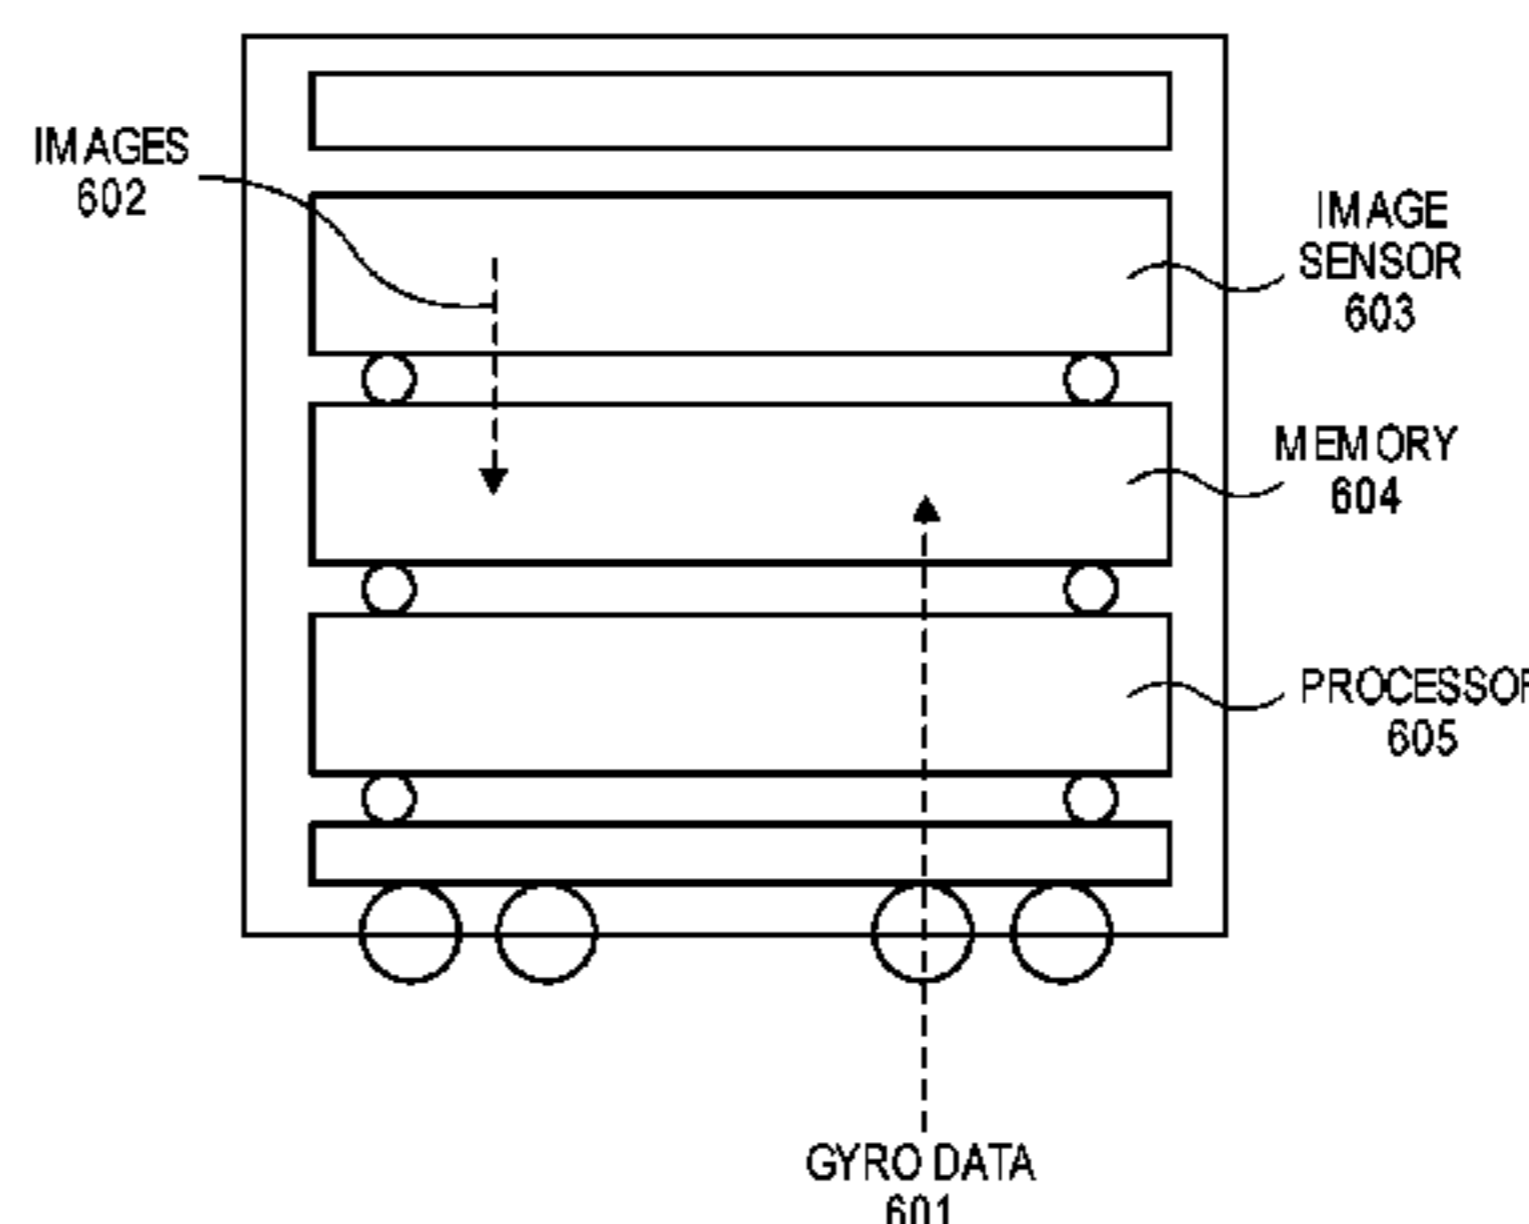 IMAGES
602
IMAGE
SENSOR
603
MEMORY
604
PROCESSOR
605
GYRO DATA
601